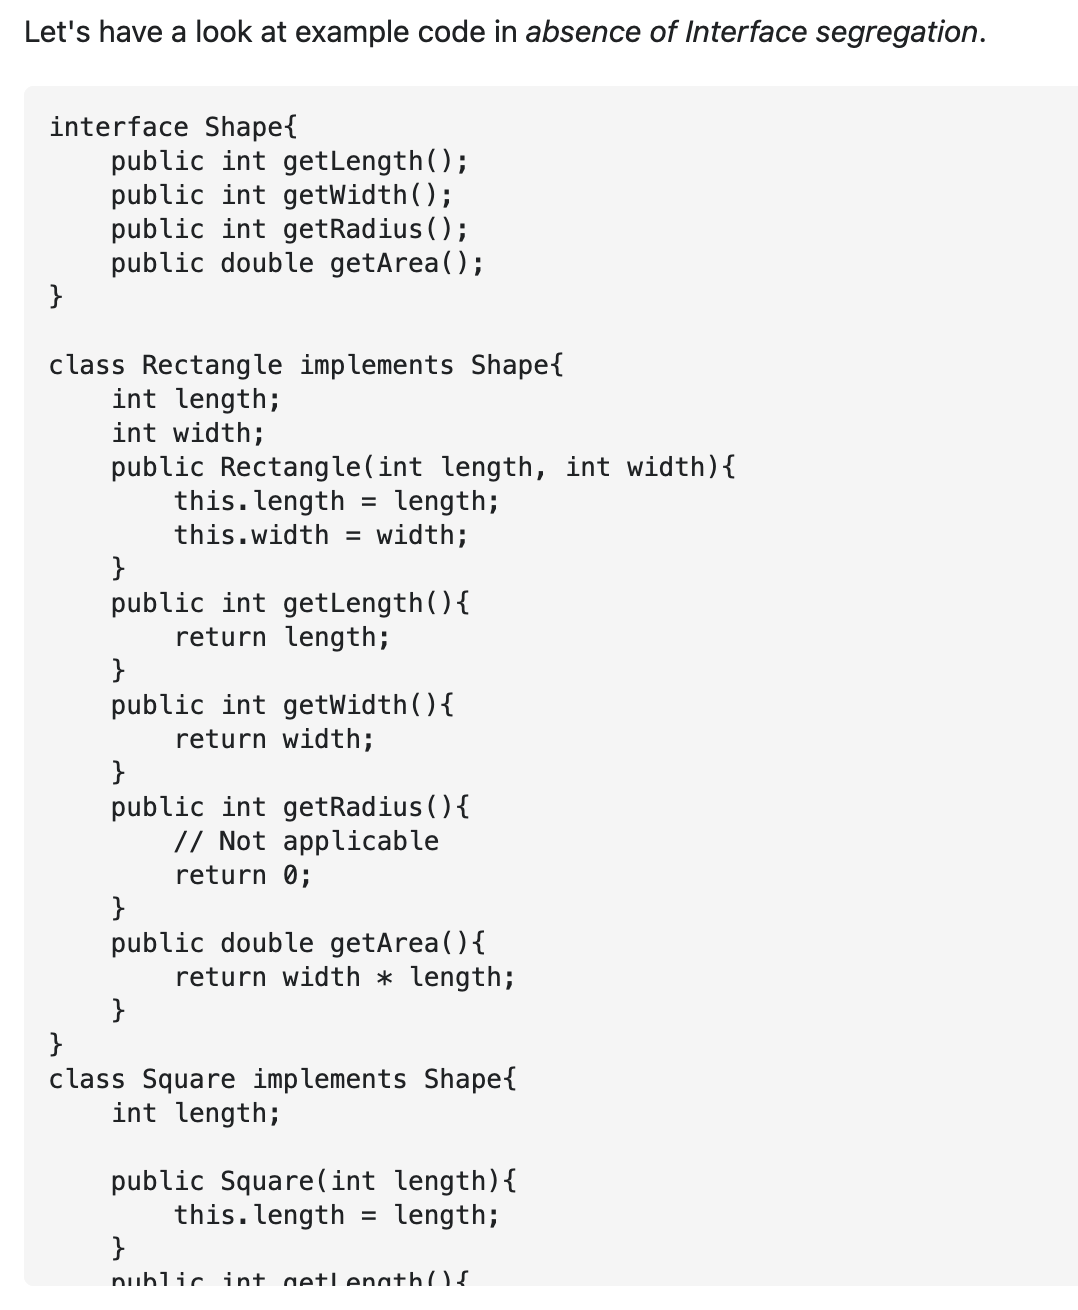 Let's have a look at example code in absence of Interface segregation.
interface Shape{
    public int getLength();
    public int getWidth();
    public int getRadius();
    public double getArea();
}
class Rectangle implements Shape{
    int length;
    int width;
    public Rectangle(int length, int width){
        this.length = length;
        this.width = width;
    }
    public int getLength(){
        return length;
    }
    public int getWidth(){
        return width;
    }
    public int getRadius(){
        // Not applicable
        return 0;
    }
    public double getArea(){
        return width * length;
    }
}
class Square implements Shape{
    int length;
    public Square(int length){
        this.length = length;
    }
    public int getLength(){